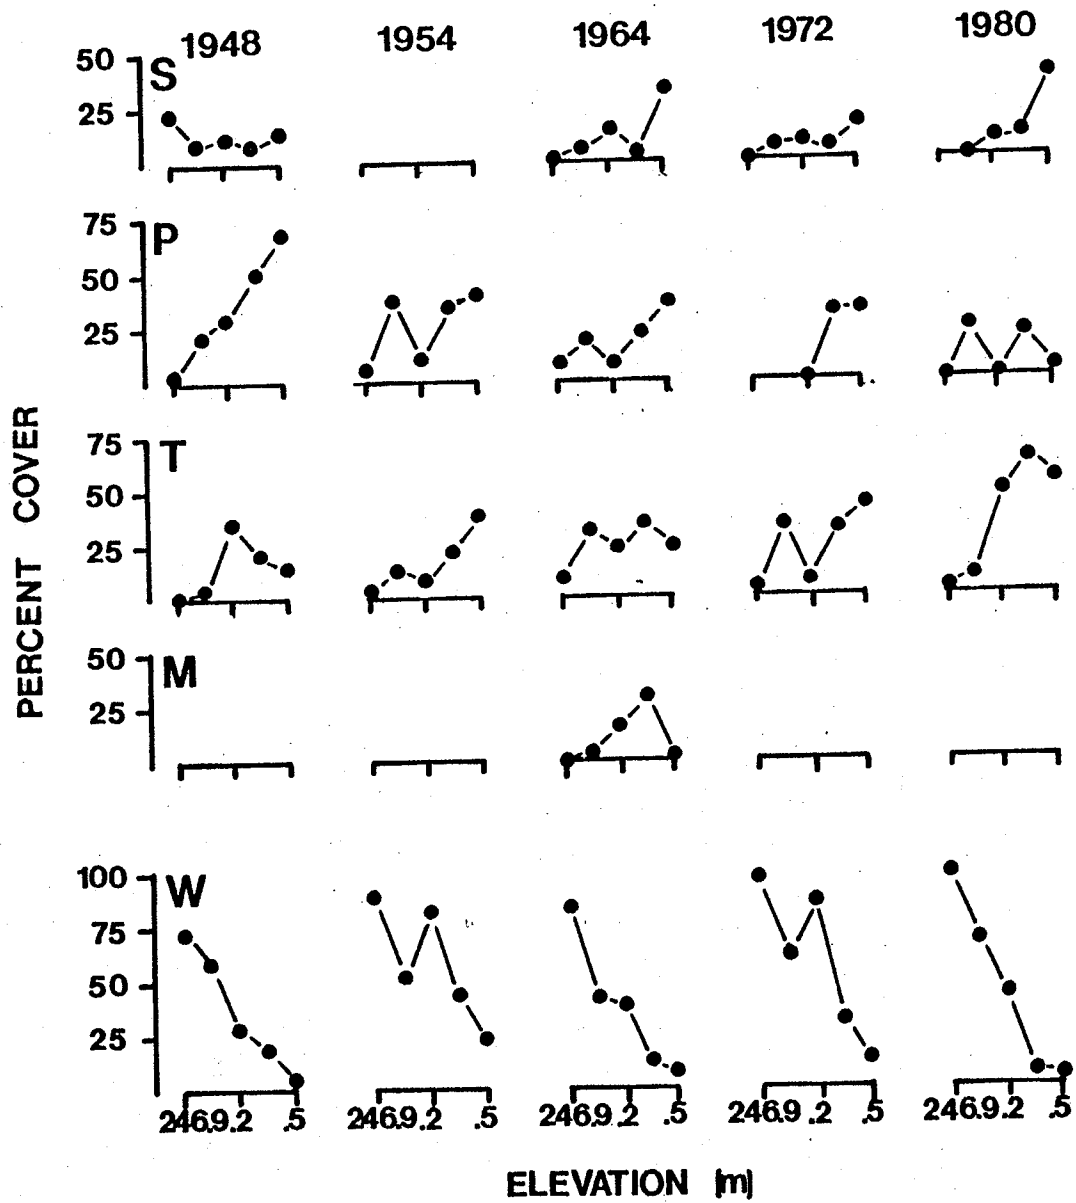 1948 1954 1964 1972 1980
50 S
25
75 P
50
25
75 T
50
25
50 M
25
100 W
75
50
25
246.9 .2 .5 246.9 .2 .5 246.9 .2 .5 246.9 .2 .5 246.9 .2 .5
PERCENT COVER
ELEVATION (m)